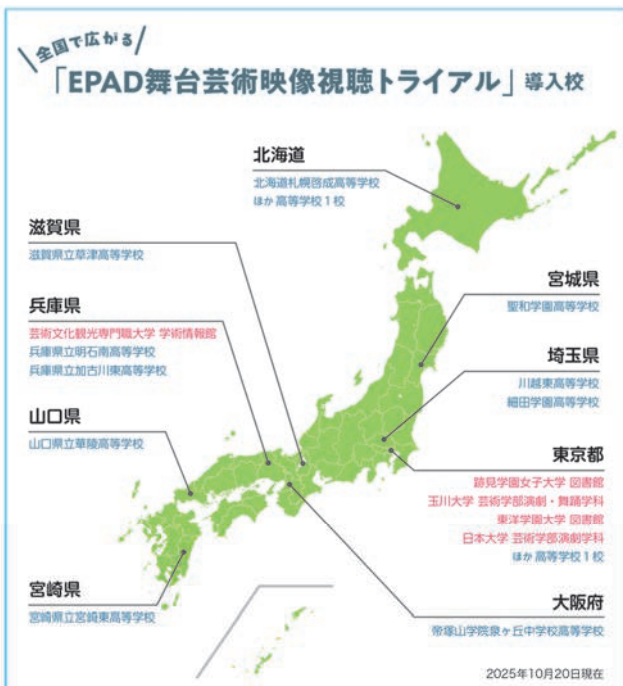 全国で広がる
「EPAD舞台芸術映像視聴トライアル」導入校
北海道
北海道札幌啓成高等学校
ほか 高等学校1校
滋賀県
滋賀県立草津高等学校
宮城県
聖和学園高等学校
兵庫県
芸術文化観光専門職大学 学術情報館
兵庫県立明石南高等学校
兵庫県立加古川東高等学校
埼玉県
川越東高等学校
細田学園高等学校
山口県
山口県立華陵高等学校
東京都
跡見学園女子大学 図書館
玉川大学 芸術学部演劇・舞踊学科
東洋学園大学 図書館
日本大学 芸術学部演劇学科
ほか 高等学校1校
宮崎県
宮崎県立宮崎東高等学校
大阪府
帝塚山学院泉ヶ丘中学校高等学校
2025年10月20日現在